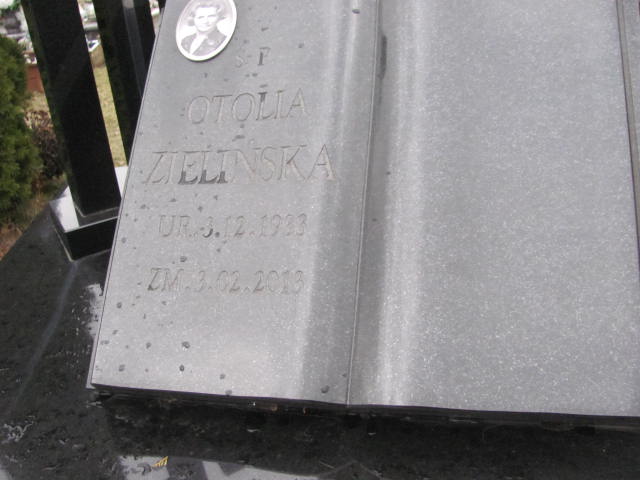 Ś P
OTOLIA
ZIELIŃSKA
UR.3.12.1933
ZM.3.02.2013